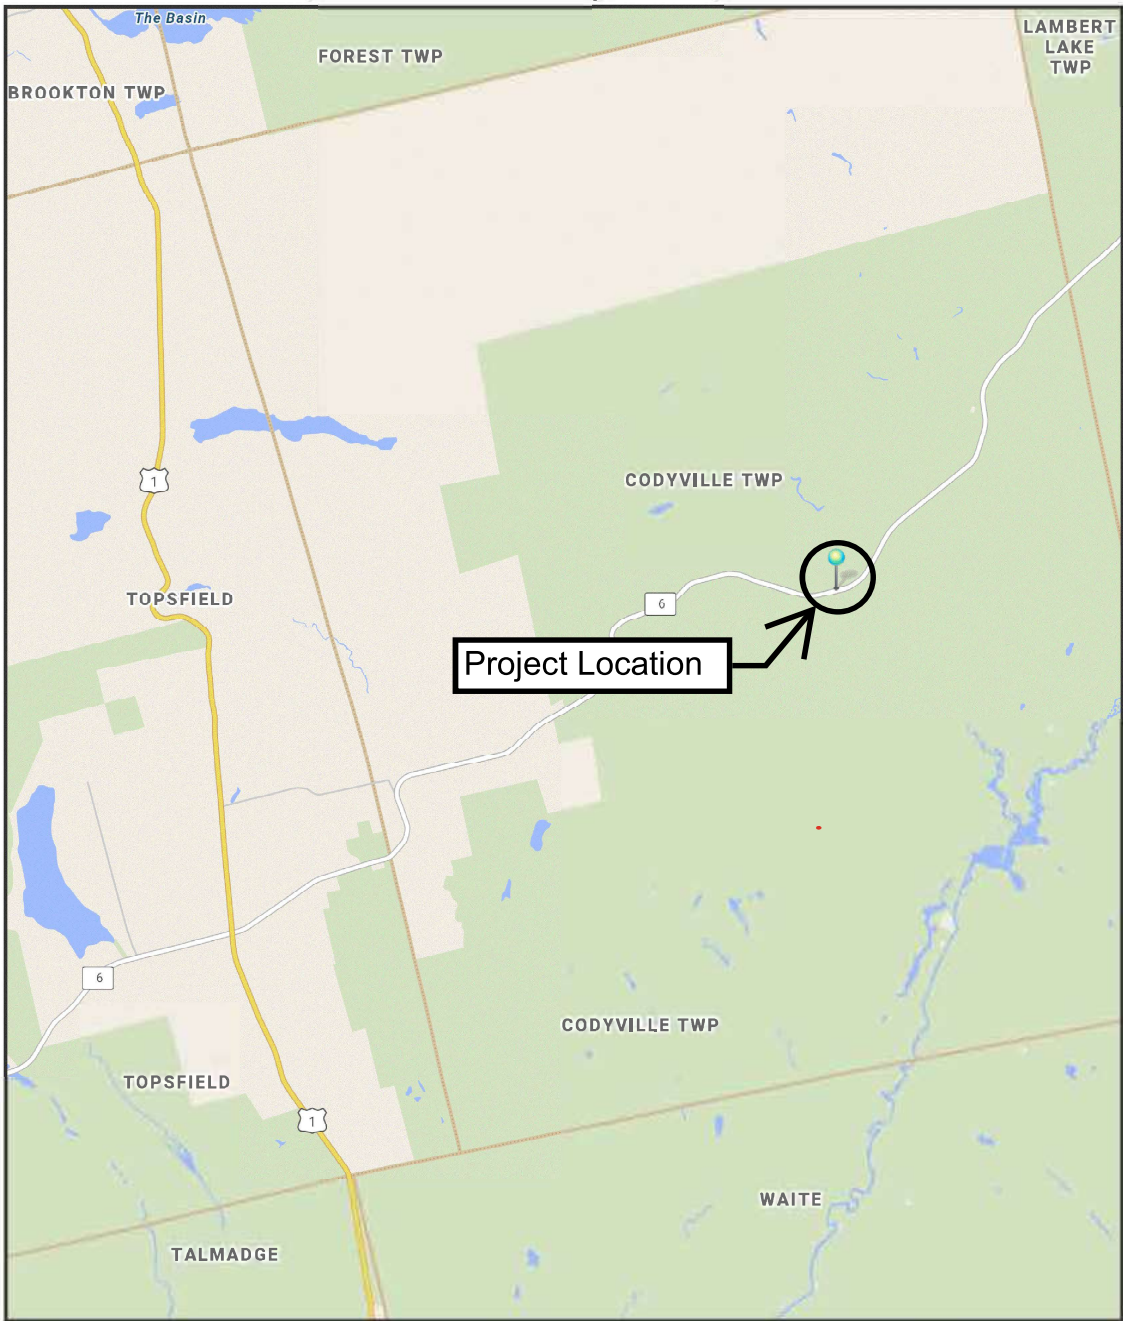 The Basin
FOREST TWP
LAMBERT
LAKE
TWP
BROOKTON TWP
1
CODYVILLE TWP
TOPSFIELD
6
Project Location
6
CODYVILLE TWP
TOPSFIELD
1
WAITE
TALMADGE